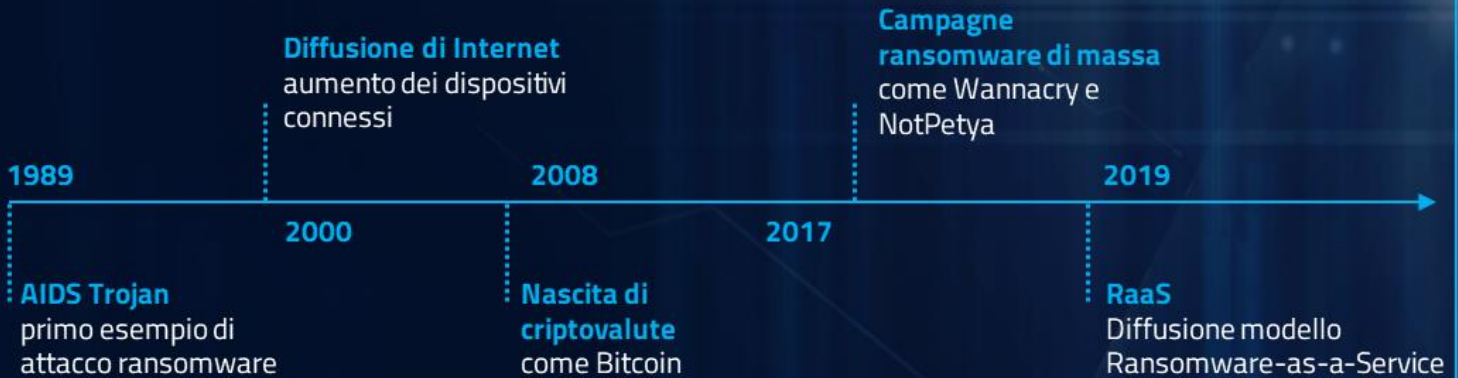 1989
AIDS Trojan
primo esempio di
attacco ransomware
Diffusione di Internet
aumento dei dispositivi
connessi
2000
2008
Nascita di
criptovalute
come Bitcoin
Campagne
ransomware di massa
come Wannacry e
NotPetya
2017
2019
RaaS
Diffusione modello
Ransomware-as-a-Service